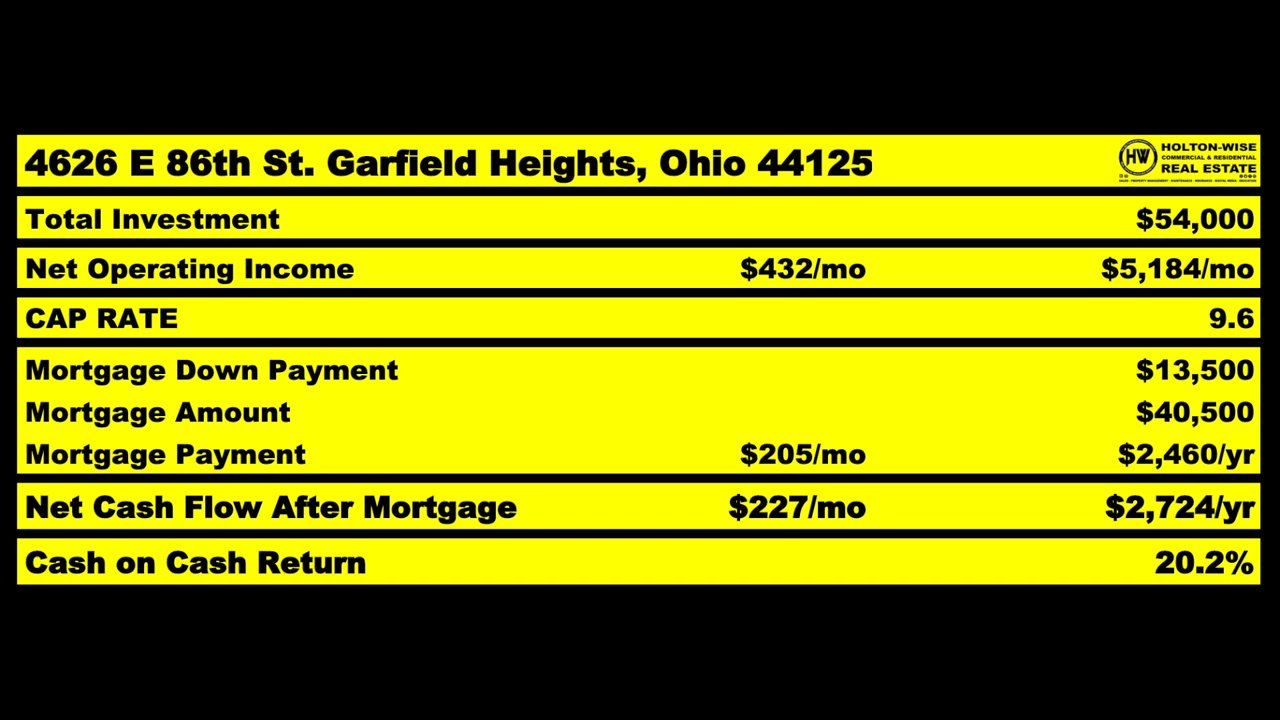 4626 E 86th St. Garfield Heights, Ohio 44125
HW
HOLTON-WISE
COMMERCIAL & RESIDENTIAL
REAL ESTATE
Total Investment $54,000
Net Operating Income $432/mo $5,184/mo
CAP RATE 9.6
Mortgage Down Payment $13,500
Mortgage Amount $40,500
Mortgage Payment $205/mo $2,460/yr
Net Cash Flow After Mortgage $227/mo $2,724/yr
Cash on Cash Return 20.2%